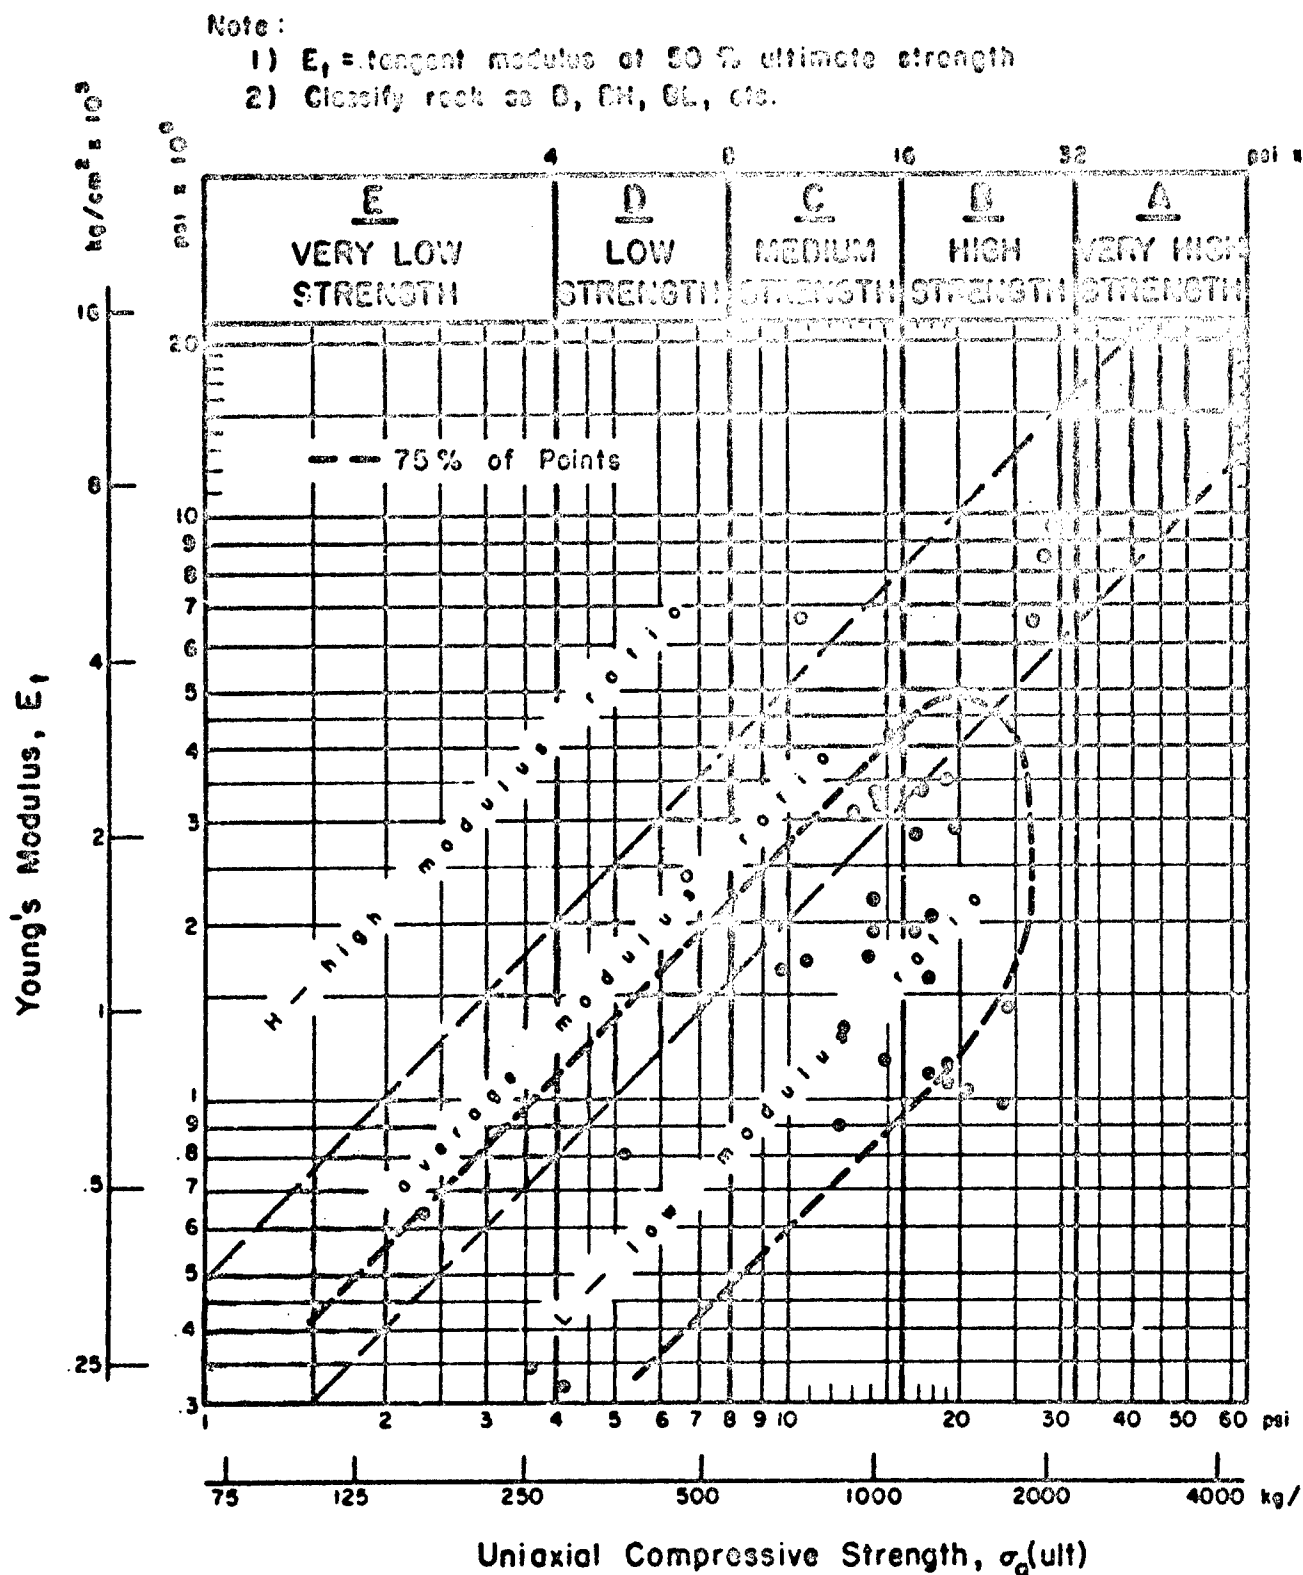 Note:
1) Et = tangent modulus at 50 % ultimate strength
2) Classify rock as B, BH, BL, etc.
kg/cm² x 10⁵
psi x 10⁶
4 8 16 32 psi x
E D C B A
VERY LOW STRENGTH
LOW STRENGTH
MEDIUM STRENGTH
HIGH STRENGTH
VERY HIGH STRENGTH
16
8
4
2
1
.5
.25
20
10
9
8
7
6
5
4
3
2
1
.9
.8
.7
.6
.5
.4
.3
75% of Points
H - high modulus ratio
average modulus ratio
L - low modulus ratio
Young's Modulus, Et
1 2 3 4 5 6 7 8 9 10 20 30 40 50 60 psi
75 125 250 500 1000 2000 4000 kg/
Uniaxial Compressive Strength, σa(ult)